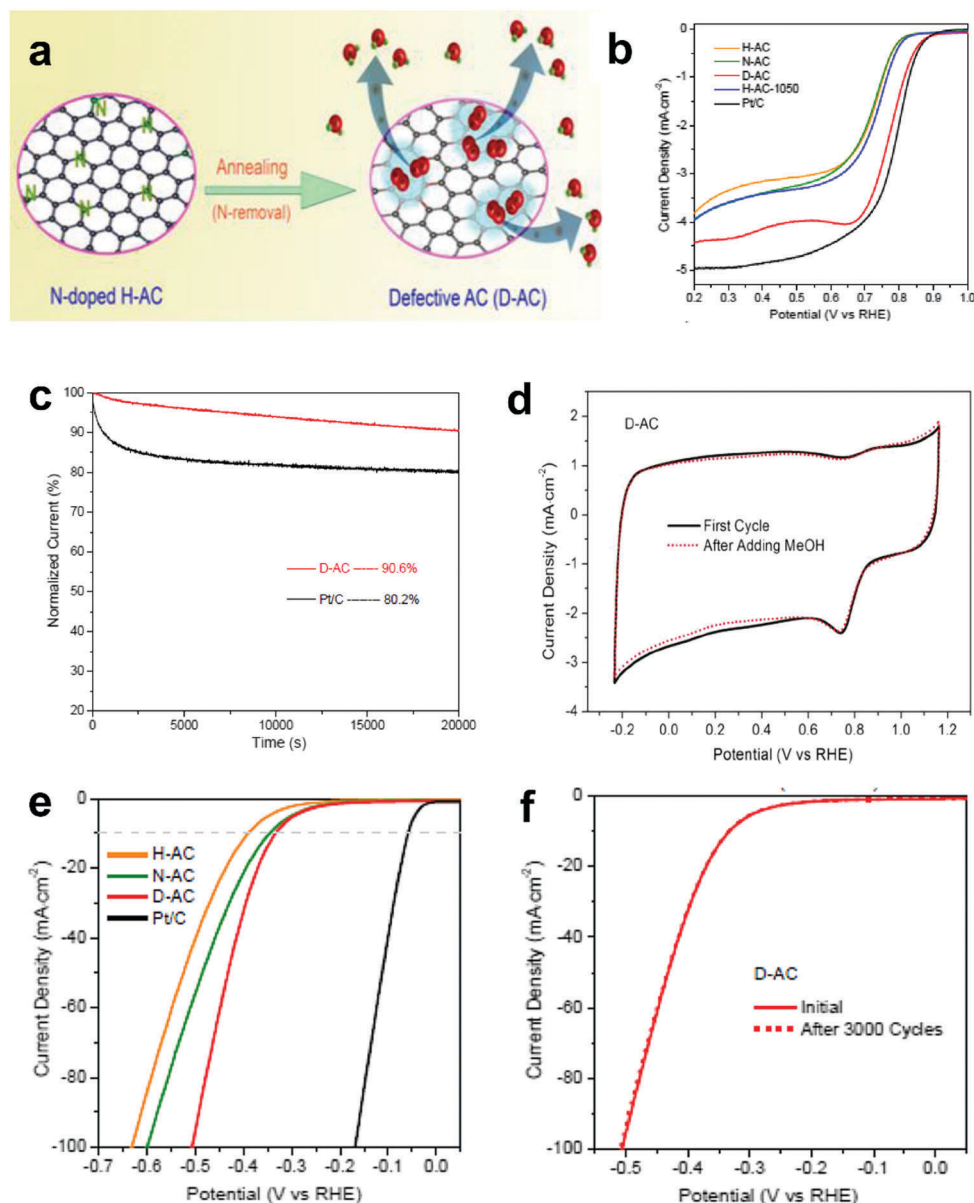 a
N
N
N
N
N
N
N
Annealing
(N-removal)
N-doped H-AC
Defective AC (D-AC)
b
H-AC
N-AC
D-AC
H-AC-1050
Pt/C
0
-1
-2
-3
-4
-5
0.2 0.3 0.4 0.5 0.6 0.7 0.8 0.9 1.0
Current Density (mA·cm⁻²)
Potential (V vs RHE)
c
100
90
80
70
60
50
40
30
20
0 5000 10000 15000 20000
Normalized Current (%)
Time (s)
D-AC ------ 90.6%
Pt/C -------- 80.2%
d
D-AC
First Cycle
After Adding MeOH
2
1
0
-1
-2
-3
-4
-0.2 0.0 0.2 0.4 0.6 0.8 1.0 1.2
Current Density (mA·cm⁻²)
Potential (V vs RHE)
e
H-AC
N-AC
D-AC
Pt/C
0
-20
-40
-60
-80
-100
-0.7 -0.6 -0.5 -0.4 -0.3 -0.2 -0.1 0.0
Current Density (mA·cm⁻²)
Potential (V vs RHE)
f
D-AC
Initial
After 3000 Cycles
0
-20
-40
-60
-80
-100
-0.5 -0.4 -0.3 -0.2 -0.1 0.0
Current Density (mA·cm⁻²)
Potential (V vs RHE)